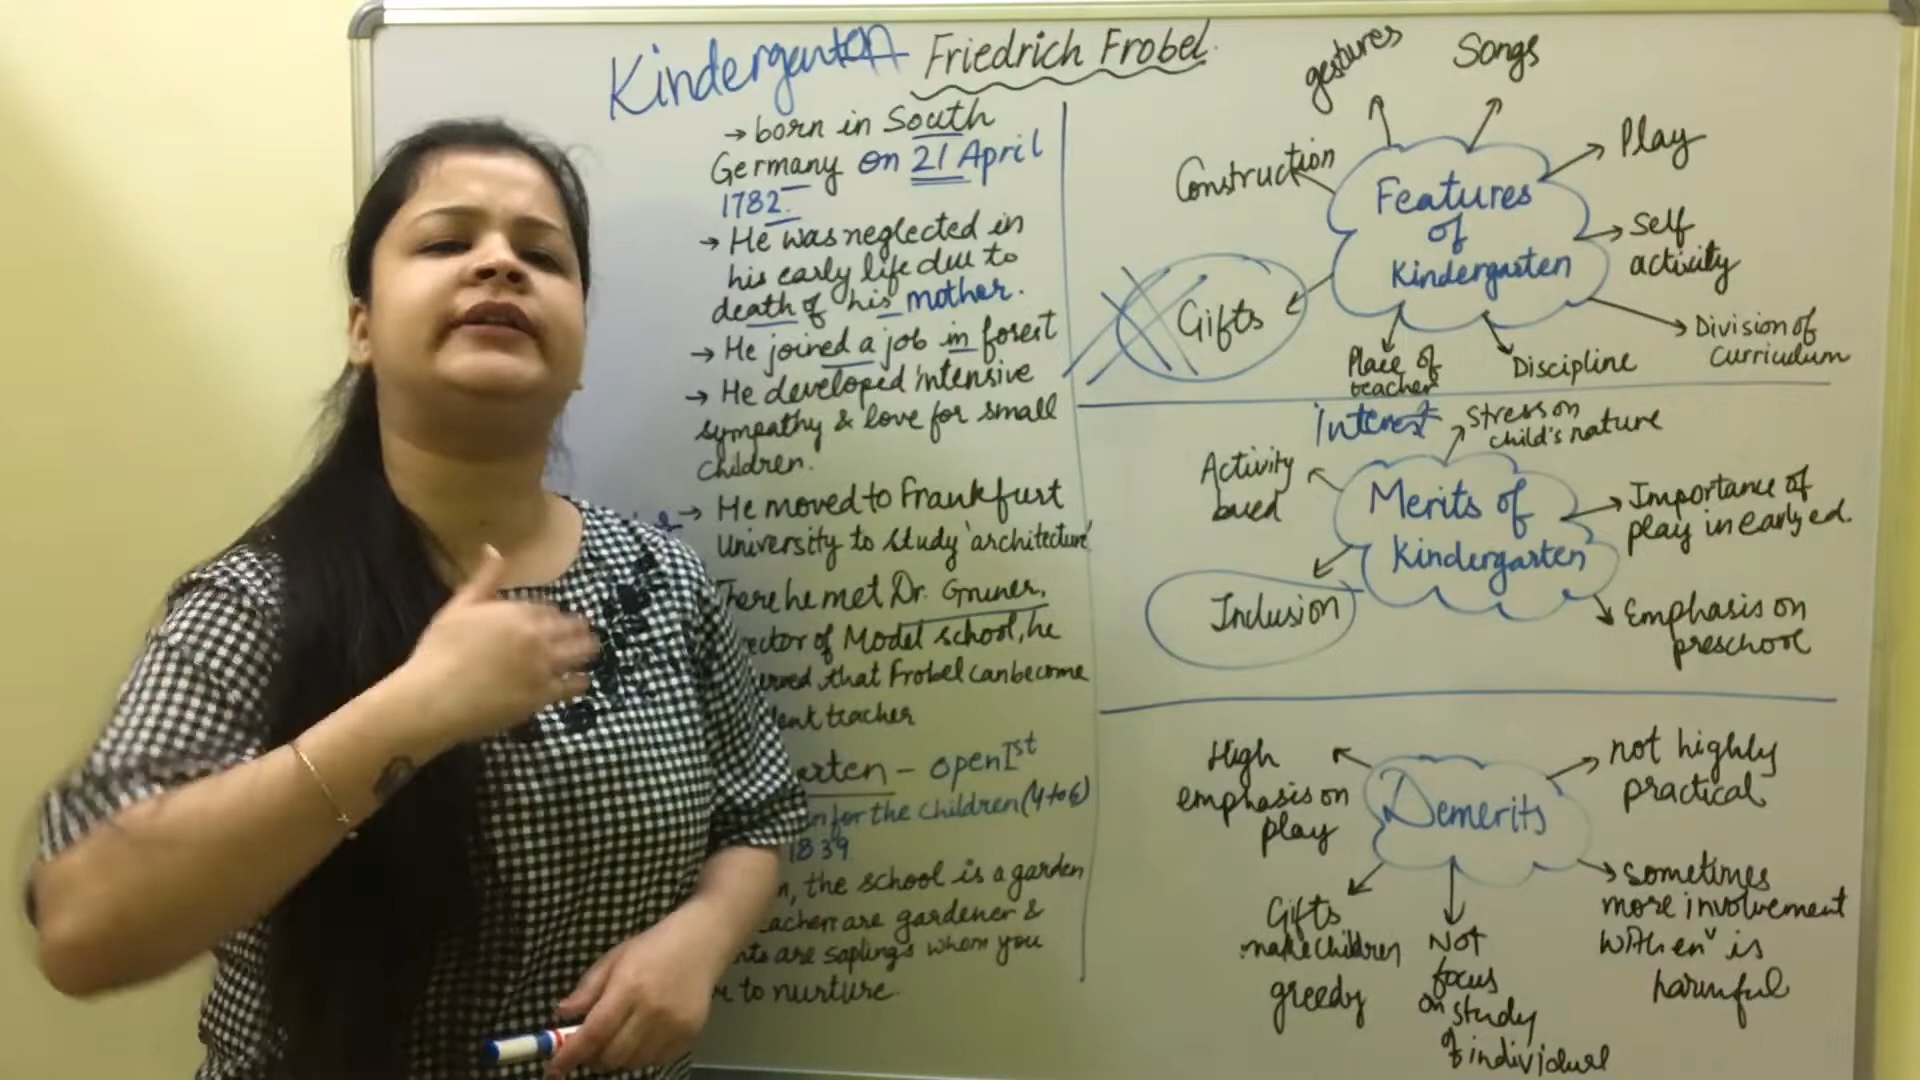 Kindergarten Friedrich Frobel.
→ born in South
Germany on 21 April
1782.
→ He was neglected in
his early life due to
death of his mother.
→ He joined a job in forest
→ He developed intensive
sympathy & love for small
children.
→ He moved to Frankfurt
University to study 'architecture'
There he met Dr. Gruner,
ector of Model school, he
erved that Frobel can become
teacher
arten - open Ist
for the children (4 to 6)
1839
n, the school is a garden
eacher are gardener &
nts are saplings whom you
to nurture.
gestures
Songs
Construction
Play
Features
of
Kindergarten
Self
activity
Gifts
Place of
teacher
Discipline
Division of
curriculum
Interest
Stress on
child's nature
Activity
based
Merits of
Kindergarten
Importance of
play in early ed.
Inclusion
Emphasis on
preschool
High
emphasis on
play
Demerits
not highly
practical
Gifts
make children
greedy
Not
focus
on study
of individual
Sometimes
more involvement
with env is
harmful